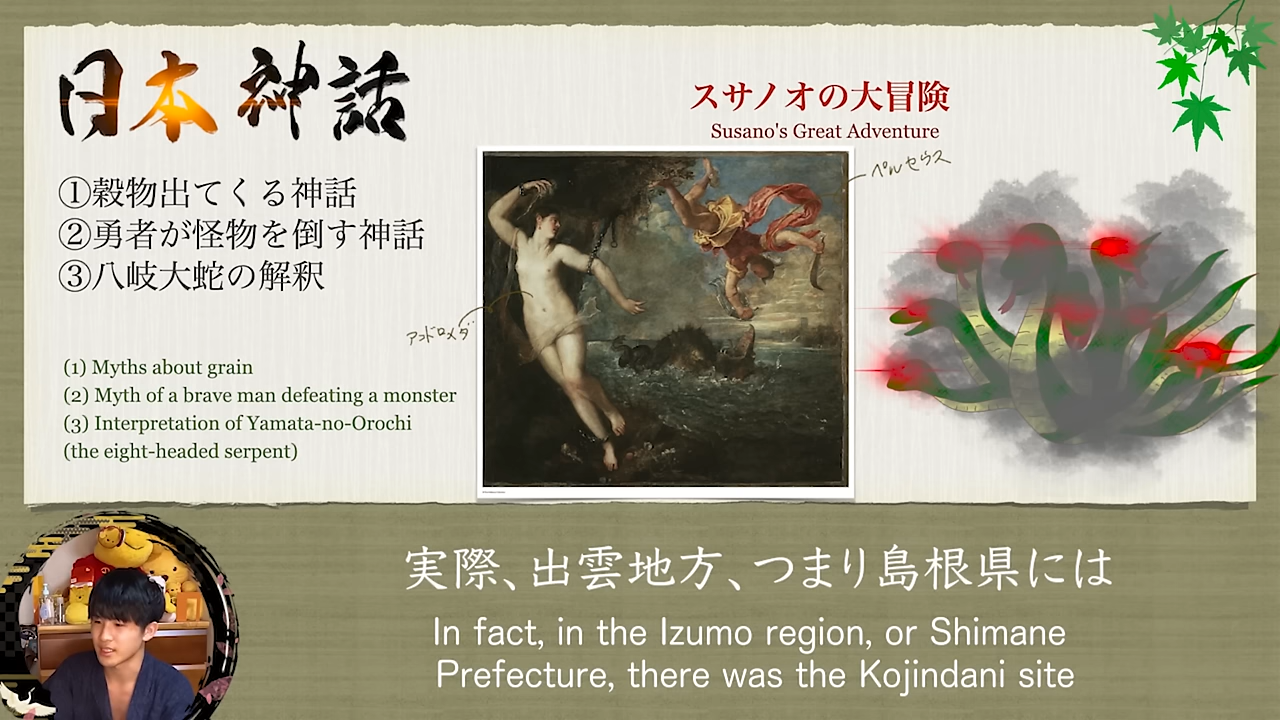 日本神話
スサノオの大冒険
Susano's Great Adventure
①穀物出てくる神話
②勇者が怪物を倒す神話
③八岐大蛇の解釈
(1) Myths about grain
(2) Myth of a brave man defeating a monster
(3) Interpretation of Yamata-no-Orochi
(the eight-headed serpent)
ペルセウス
アンドロメダ
実際、出雲地方、つまり島根県には
In fact, in the Izumo region, or Shimane
Prefecture, there was the Kojindani site